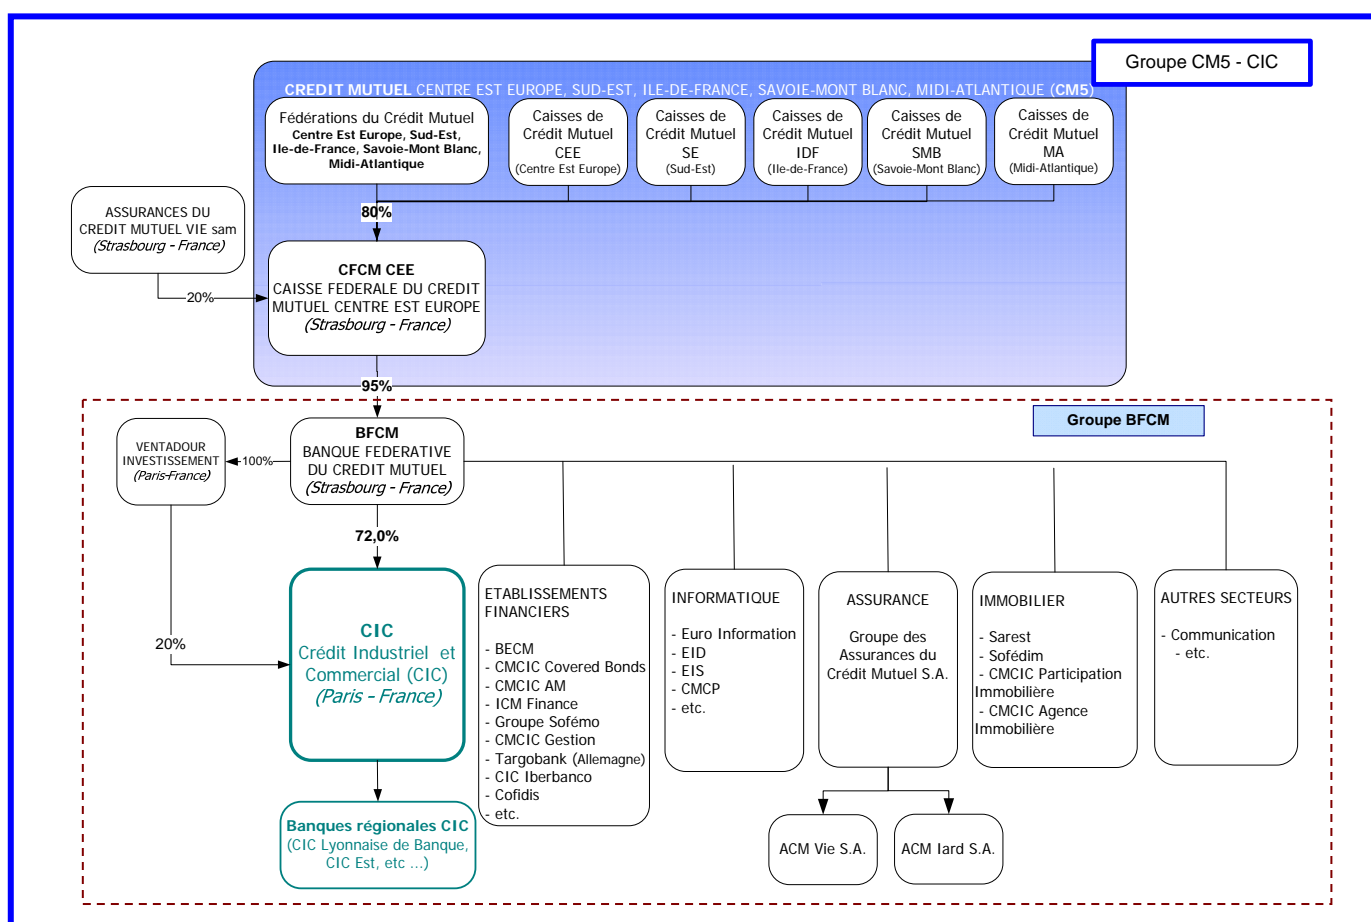 Groupe CM5 - CIC
CREDIT MUTUEL CENTRE EST EUROPE, SUD-EST, ILE-DE-FRANCE, SAVOIE-MONT BLANC, MIDI-ATLANTIQUE (CM5)
Fédérations du Crédit Mutuel
Centre Est Europe, Sud-Est,
Ile-de-France, Savoie-Mont Blanc,
Midi-Atlantique
Caisses de
Crédit Mutuel
CEE
(Centre Est Europe)
Caisses de
Crédit Mutuel
SE
(Sud-Est)
Caisses de
Crédit Mutuel
IDF
(Ile-de-France)
Caisses de
Crédit Mutuel
SMB
(Savoie-Mont Blanc)
Caisses de
Crédit Mutuel
MA
(Midi-Atlantique)
80%
ASSURANCES DU
CREDIT MUTUEL VIE sam
(Strasbourg – France)
20%
CFCM CEE
CAISSE FEDERALE DU CREDIT
MUTUEL CENTRE EST EUROPE
(Strasbourg – France)
95%
Groupe BFCM
VENTADOUR
INVESTISSEMENT
(Paris-France)
100%
BFCM
BANQUE FEDERATIVE
DU CREDIT MUTUEL
(Strasbourg – France)
72,0%
20%
CIC
Crédit Industriel et
Commercial (CIC)
(Paris – France)
Banques régionales CIC
(CIC Lyonnaise de Banque,
CIC Est, etc ...)
ETABLISSEMENTS
FINANCIERS
- BECM
- CMCIC Covered Bonds
- CMCIC AM
- ICM Finance
- Groupe Sofémo
- CMCIC Gestion
- Targobank (Allemagne)
- CIC Iberbanco
- Cofidis
- etc.
INFORMATIQUE
- Euro Information
- EID
- EIS
- CMCP
- etc.
ASSURANCE
Groupe des
Assurances du
Crédit Mutuel S.A.
ACM Vie S.A.
ACM Iard S.A.
IMMOBILIER
- Sarest
- Sofédim
- CMCIC Participation
Immobilière
- CMCIC Agence
Immobilière
AUTRES SECTEURS
- Communication
- etc.